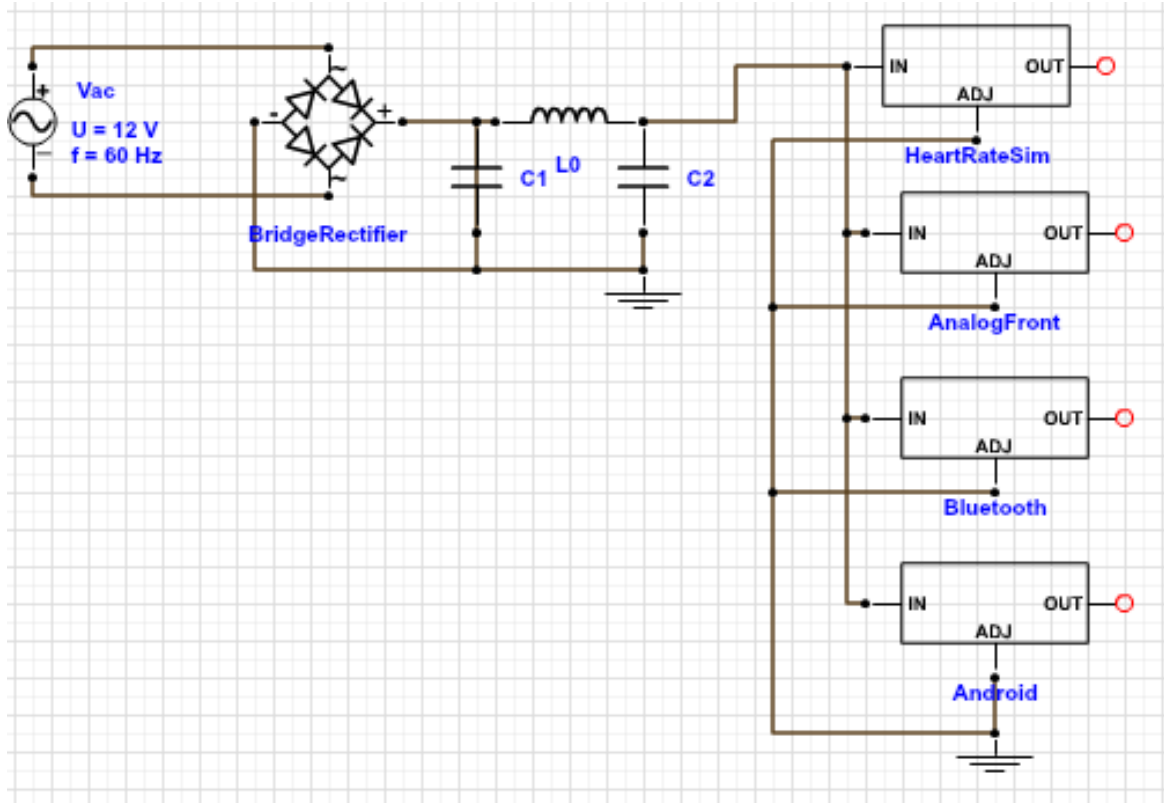 Vac
U = 12 V
f = 60 Hz
+
~
-
+
~
BridgeRectifier
C1
L0
C2
IN
OUT
ADJ
HeartRateSim
IN
OUT
ADJ
AnalogFront
IN
OUT
ADJ
Bluetooth
IN
OUT
ADJ
Android